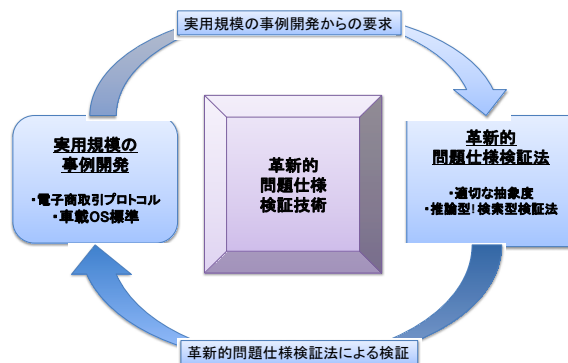 実用規模の事例開発からの要求
実用規模の
事例開発
・電子商取引プロトコル
・車載OS標準
革新的
問題仕様
検証技術
革新的
問題仕様検証法
・適切な抽象度
・推論型！検索型検証法
革新的問題仕様検証法による検証